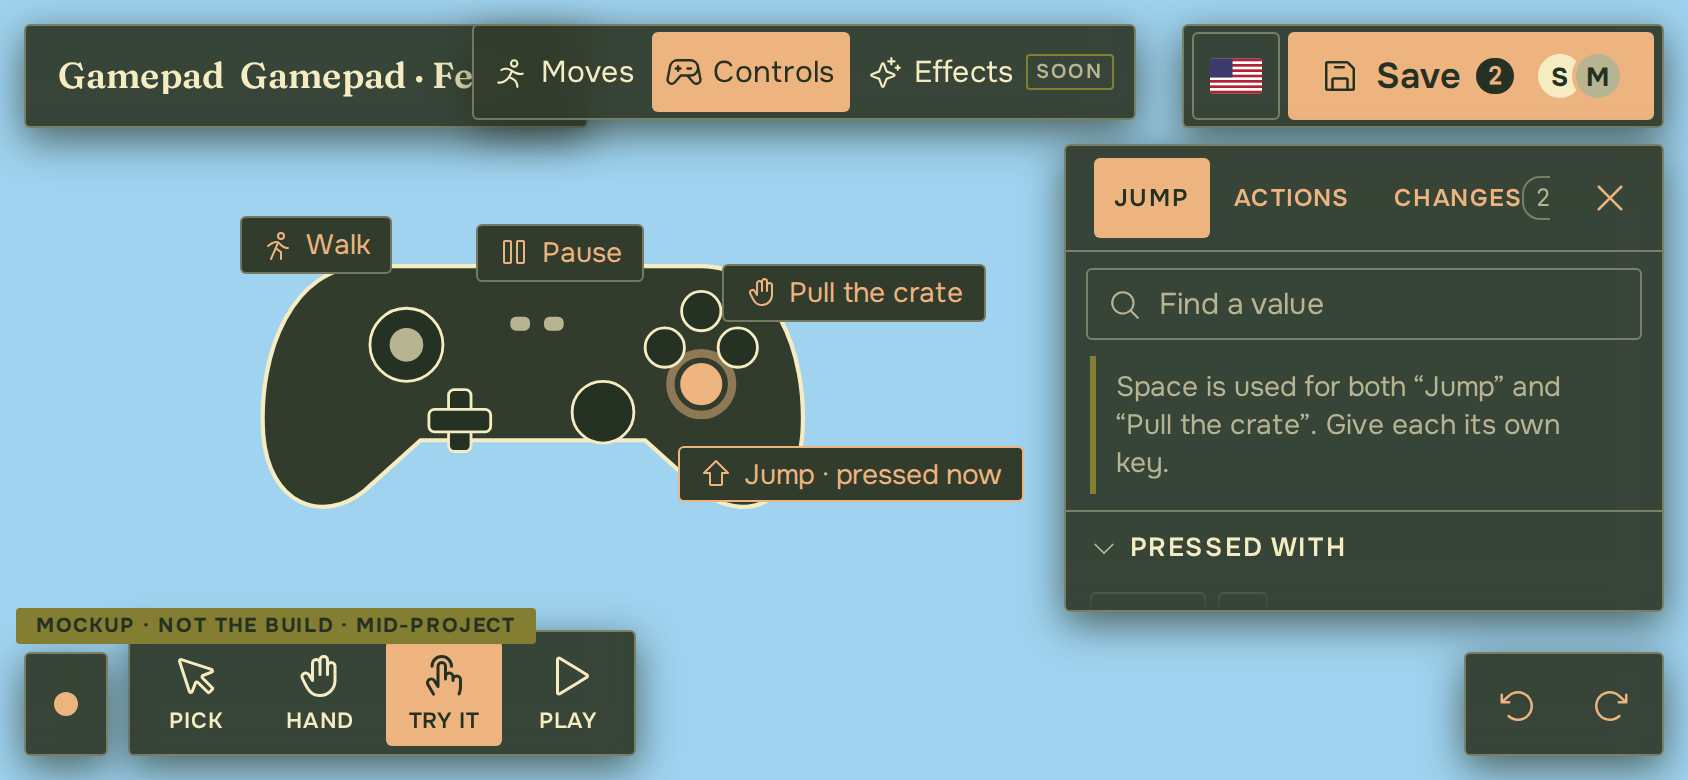 Gamepad Gamepad · Fe
Moves
Controls
Effects SOON
Save 2 S M
JUMP
ACTIONS
CHANGES 2
Find a value
Space is used for both “Jump” and
“Pull the crate”. Give each its own
key.
PRESSED WITH
Walk
Pause
Pull the crate
Jump · pressed now
MOCKUP · NOT THE BUILD · MID-PROJECT
PICK
HAND
TRY IT
PLAY